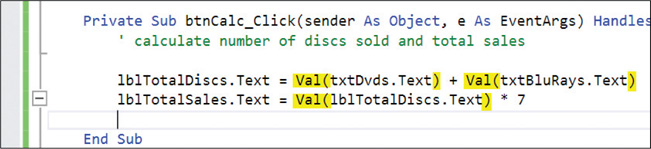 Private Sub btnCalc_Click(sender As Object, e As EventArgs) Handles
' calculate number of discs sold and total sales
lblTotalDiscs.Text = Val(txtDvds.Text) + Val(txtBluRays.Text)
lblTotalSales.Text = Val(lblTotalDiscs.Text) * 7
End Sub